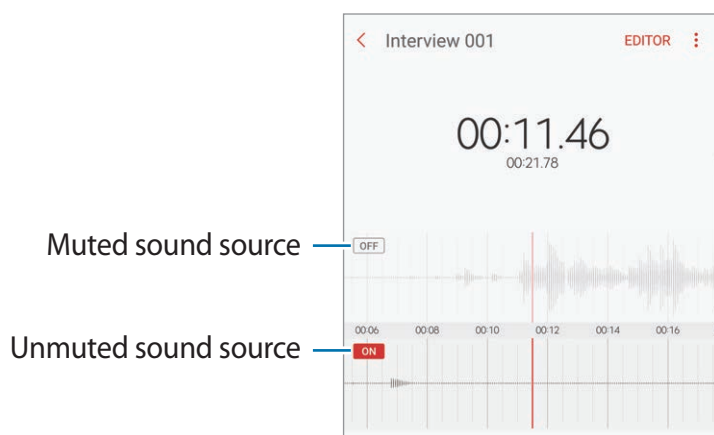 Interview 001 EDITOR
00:11.46
00:21.78
Muted sound source
OFF
00:06 00:08 00:10 00:12 00:14 00:16
Unmuted sound source
ON